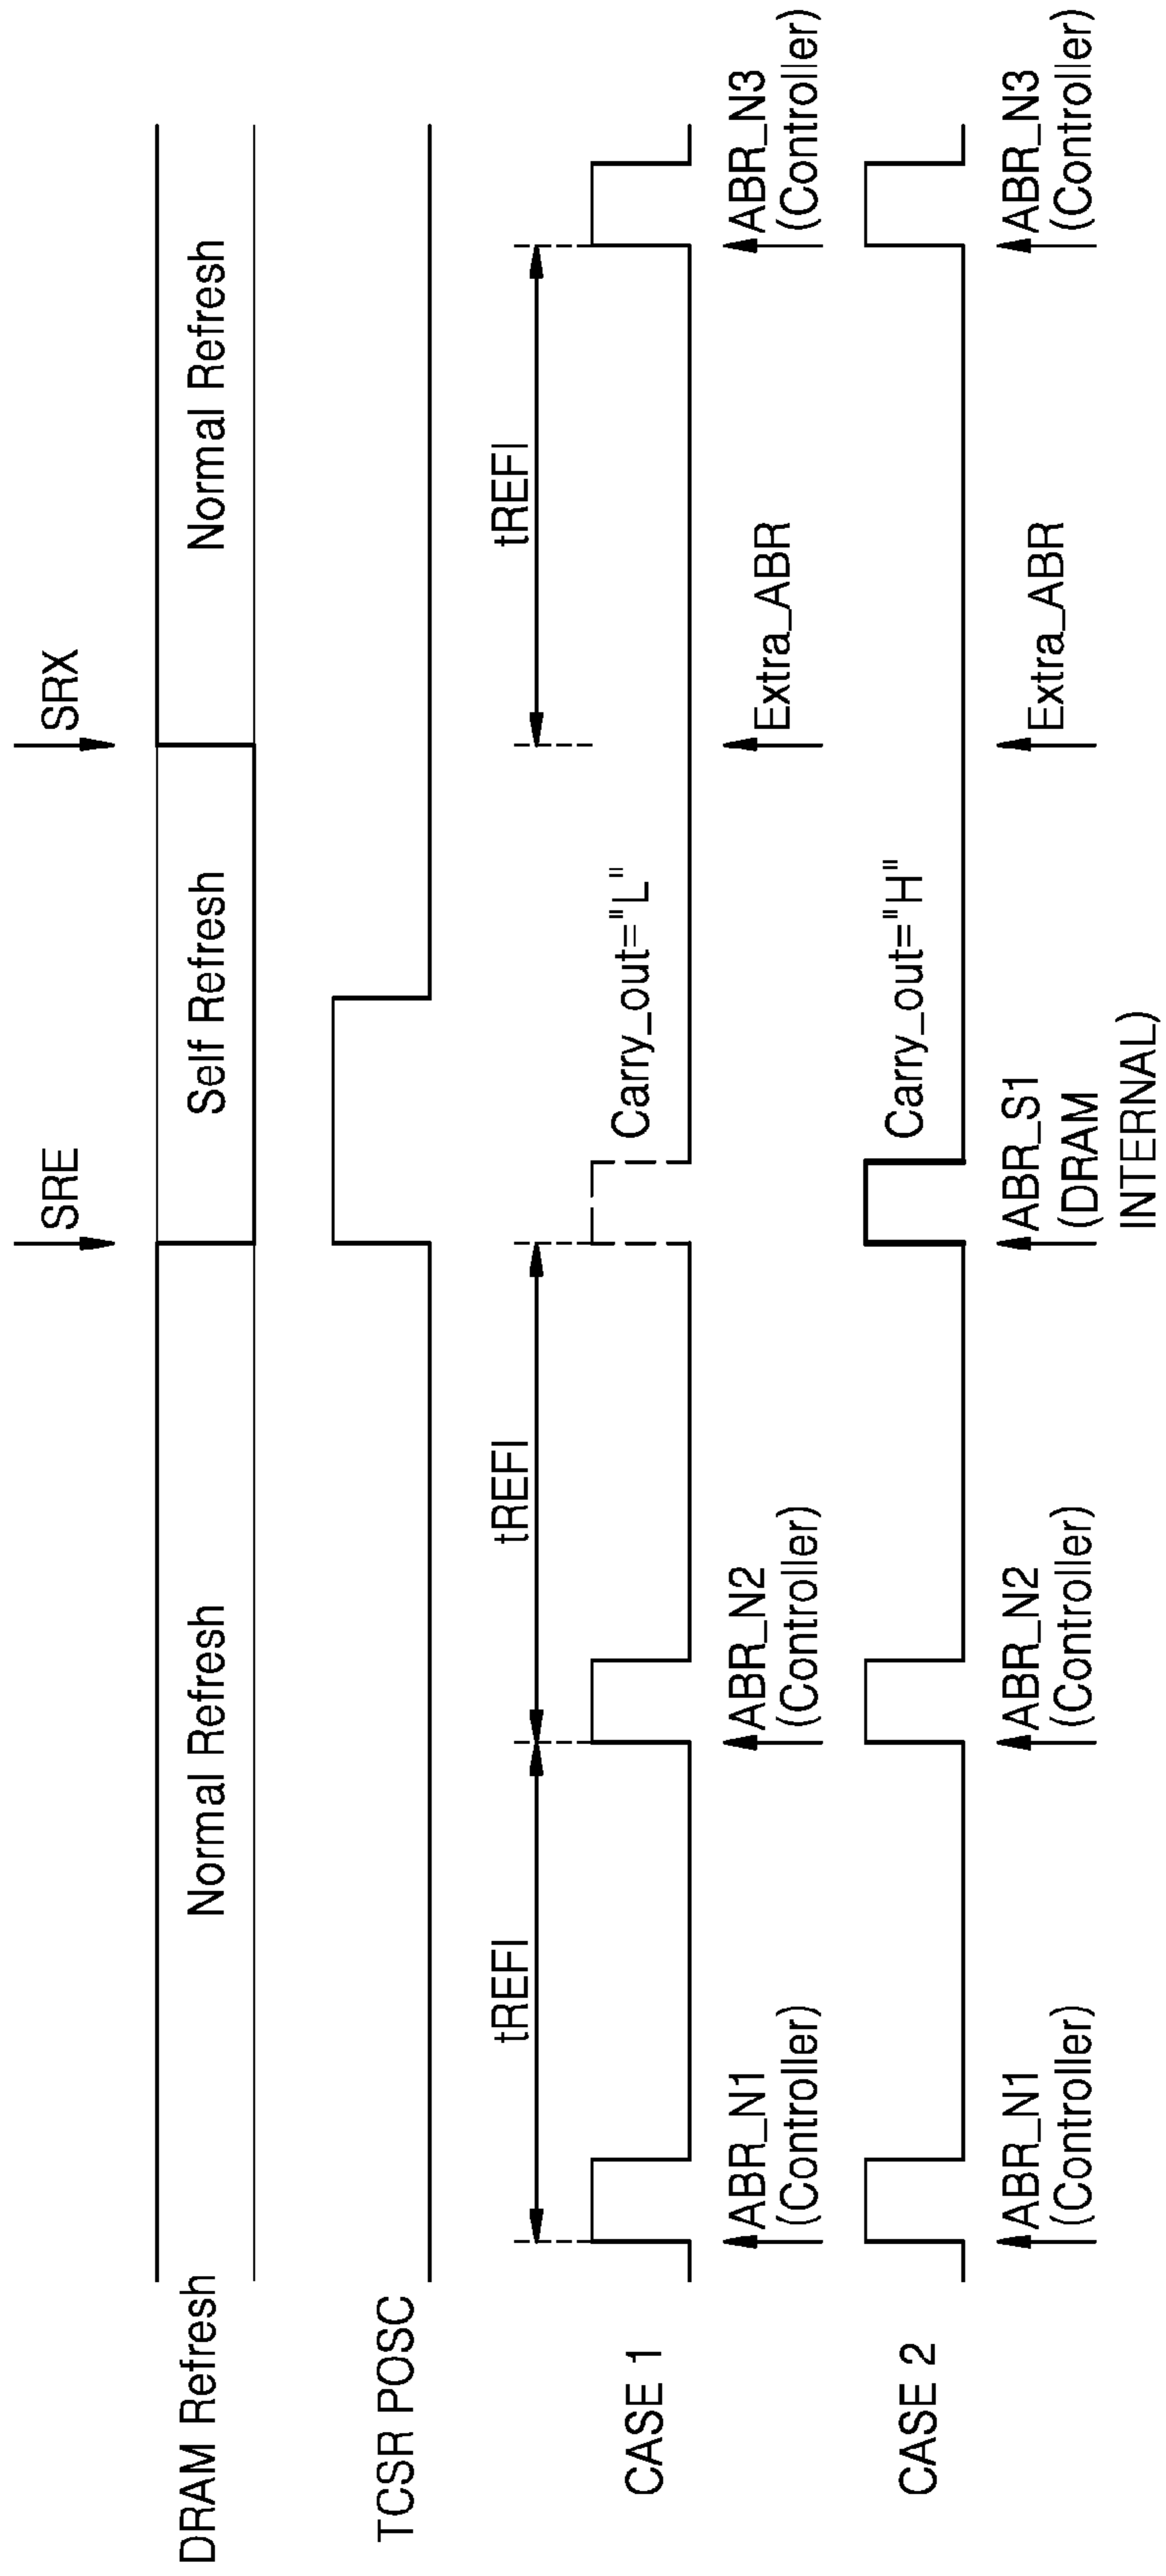 SRE
SRX
DRAM Refresh
Normal Refresh
Self Refresh
Normal Refresh
TCSR POSC
tREFI
tREFI
tREFI
CASE 1
Carry_out="L"
ABR_N1
(Controller)
ABR_N2
(Controller)
Extra_ABR
ABR_N3
(Controller)
CASE 2
Carry_out="H"
ABR_N1
(Controller)
ABR_N2
(Controller)
ABR_S1
(DRAM
INTERNAL)
Extra_ABR
ABR_N3
(Controller)